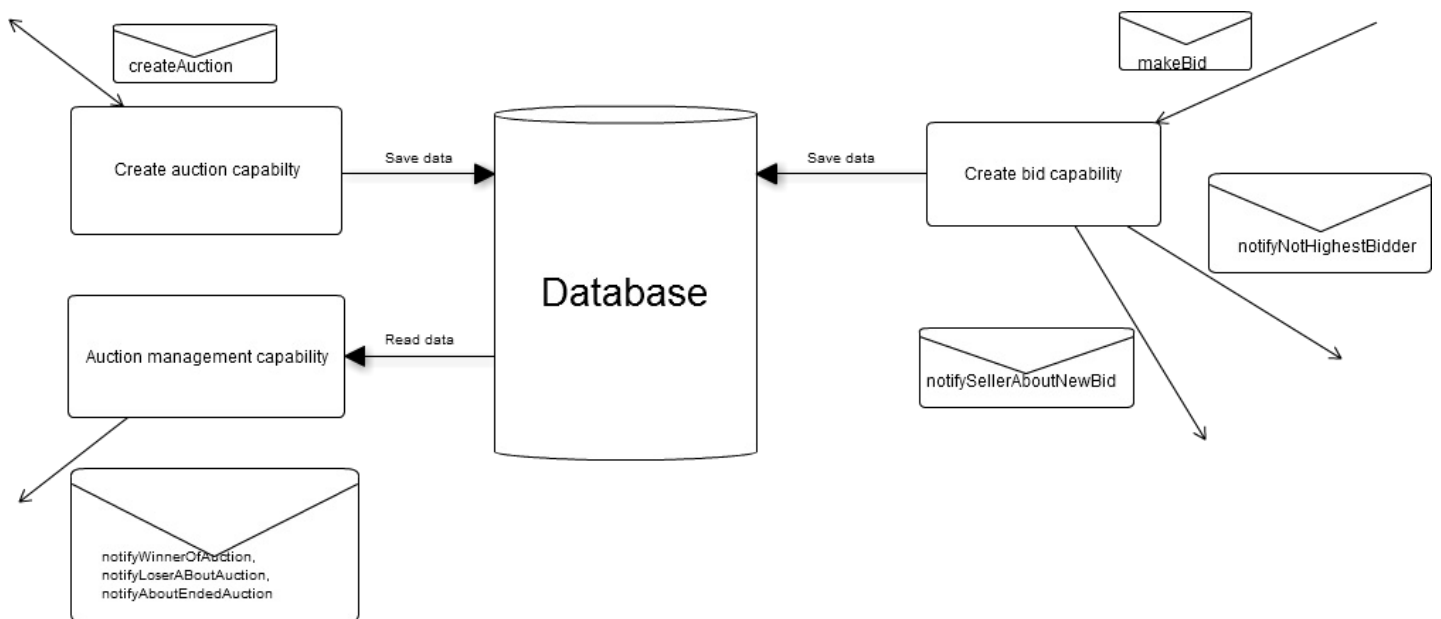 createAuction
makeBid
Create auction capabilty
Save data
Save data
Create bid capability
notifyNotHighestBidder
Database
Auction management capability
Read data
notifySellerAboutNewBid
notifyWinnerOfAuction,
notifyLoserABoutAuction,
notifyAboutEndedAuction